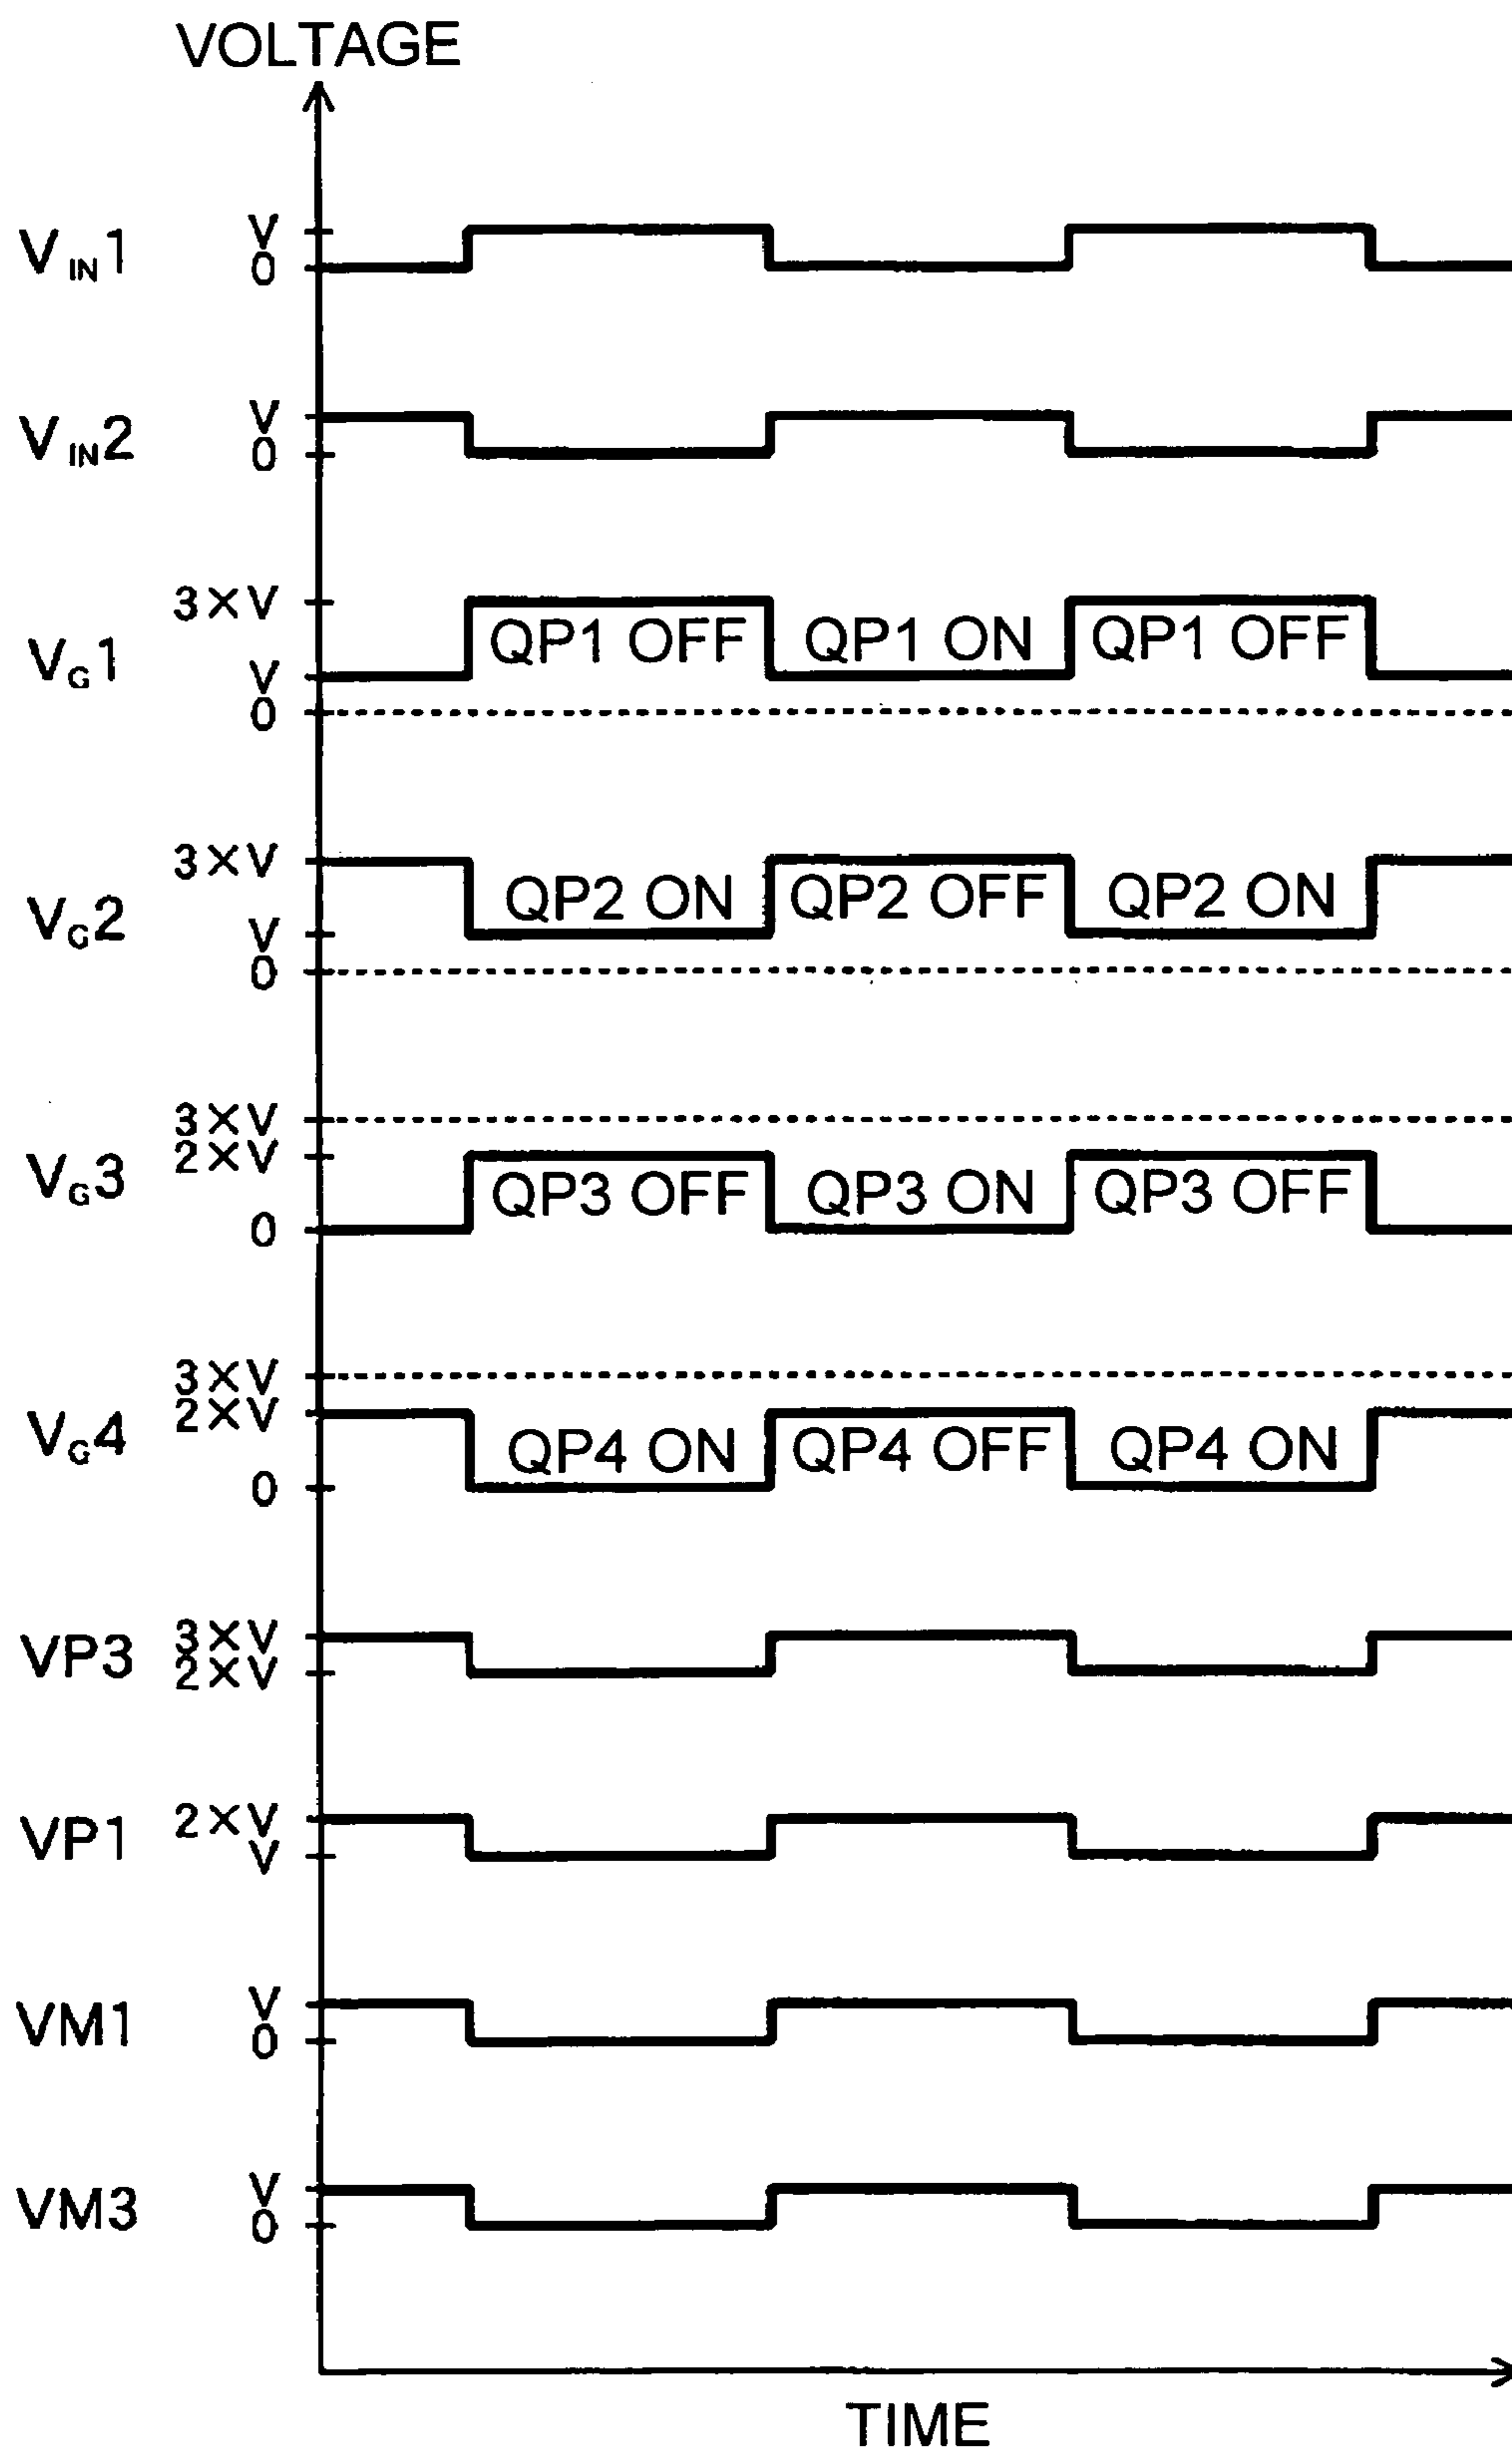 VOLTAGE
VIN1
V
0
VIN2
V
0
VG1
3×V
V
0
QP1 OFF QP1 ON QP1 OFF
VG2
3×V
V
0
QP2 ON QP2 OFF QP2 ON
VG3
3×V
2×V
0
QP3 OFF QP3 ON QP3 OFF
VG4
3×V
2×V
0
QP4 ON QP4 OFF QP4 ON
VP3
3×V
2×V
VP1
2×V
V
VM1
V
0
VM3
V
0
TIME